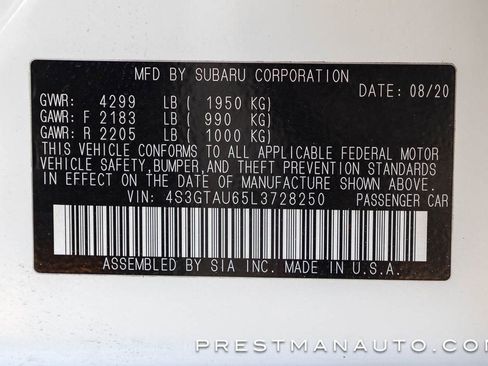 MFD BY SUBARU CORPORATION
DATE: 08/20
GVWR: 4299 LB ( 1950 KG)
GAWR: F 2183 LB ( 990 KG)
GAWR: R 2205 LB ( 1000 KG)
THIS VEHICLE CONFORMS TO ALL APPLICABLE FEDERAL MOTOR
VEHICLE SAFETY, BUMPER, AND THEFT PREVENTION STANDARDS
IN EFFECT ON THE DATE OF MANUFACTURE SHOWN ABOVE.
VIN: 4S3GTAU65L3728250 PASSENGER CAR
ASSEMBLED BY SIA INC. MADE IN U.S.A.
PRESTMANAUTO.COM